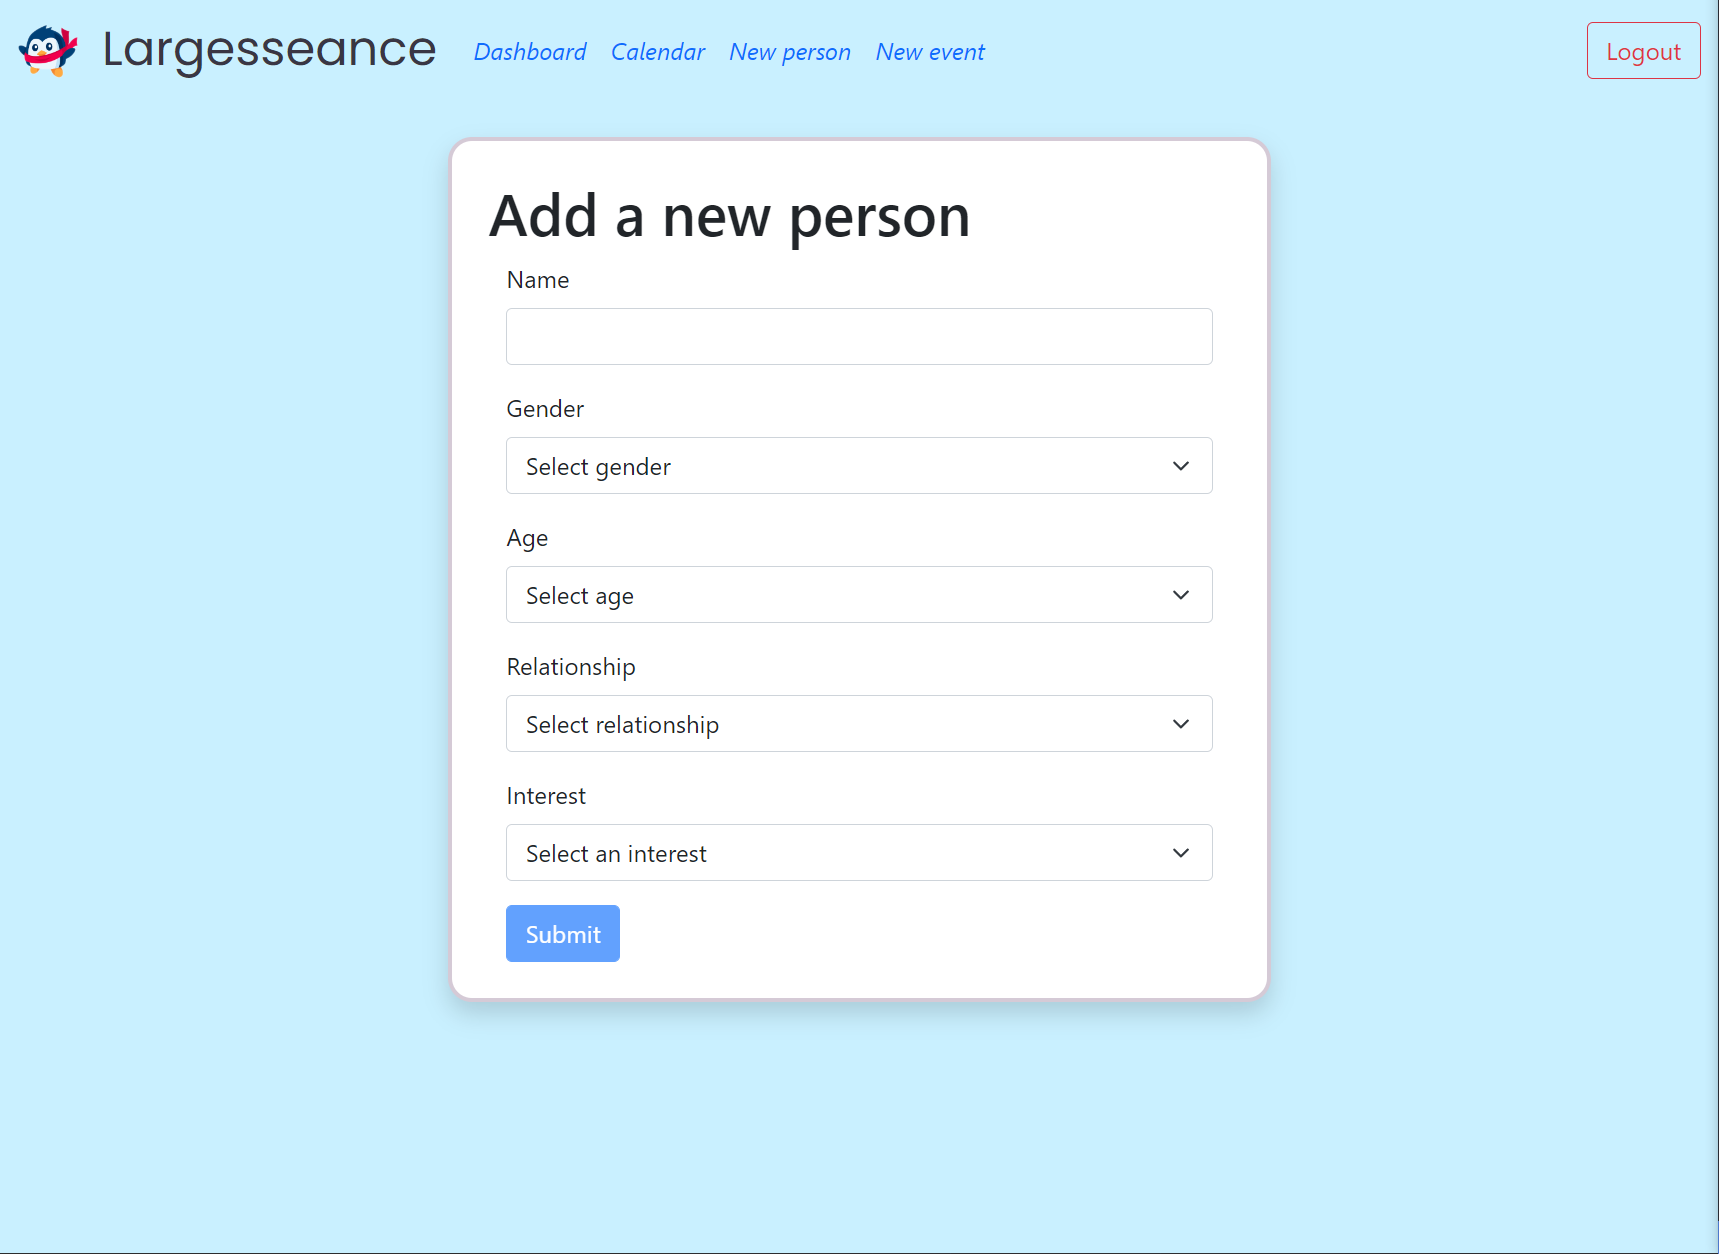 Largesseance
Dashboard Calendar New person New event
Logout
Add a new person
Name
Gender
Select gender
Age
Select age
Relationship
Select relationship
Interest
Select an interest
Submit